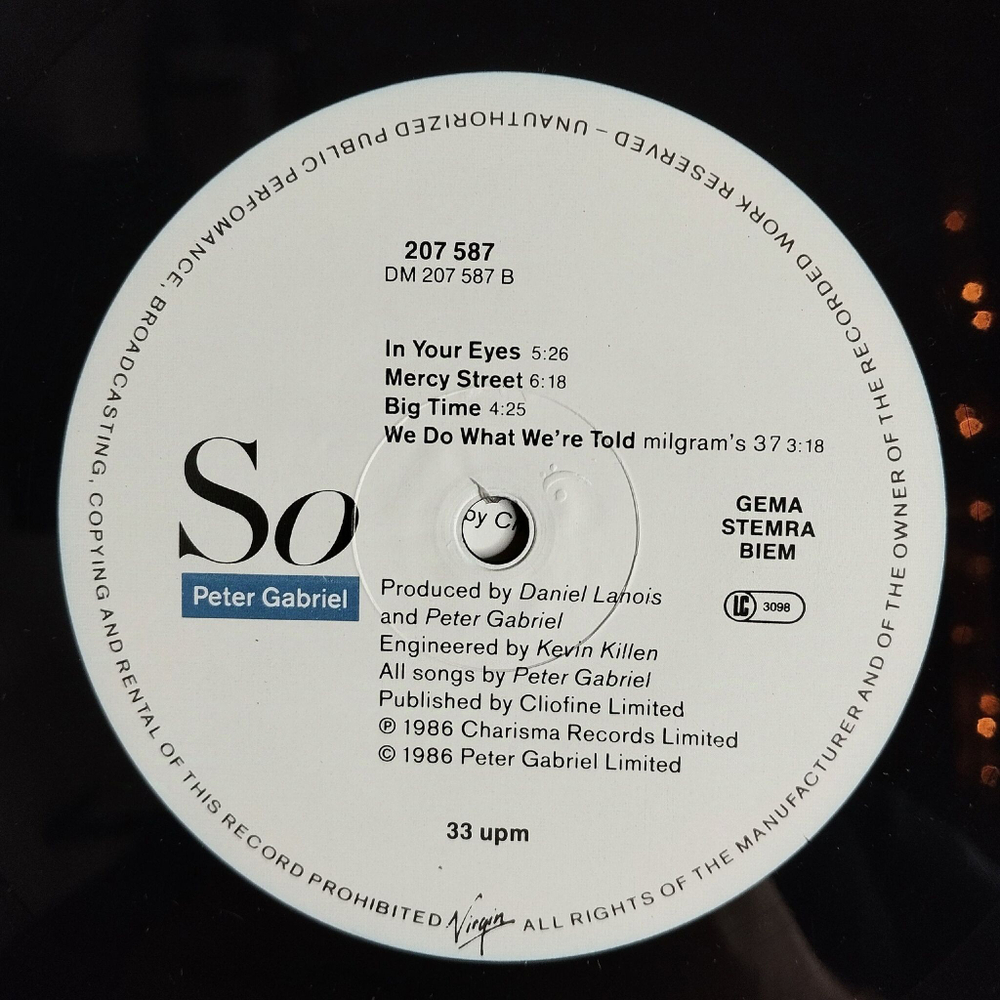 207 587
DM 207 587 B
In Your Eyes 5:26
Mercy Street 6:18
Big Time 4:25
We Do What We're Told milgram's 37 3:18
So
Peter Gabriel
GEMA
STEMRA
BIEM
LC 3098
Produced by Daniel Lanois
and Peter Gabriel
Engineered by Kevin Killen
All songs by Peter Gabriel
Published by Cliofine Limited
℗ 1986 Charisma Records Limited
© 1986 Peter Gabriel Limited
33 upm
Virgin
ALL RIGHTS OF THE MANUFACTURER AND OF THE OWNER OF THE RECORDED WORK RESERVED – UNAUTHORIZED PUBLIC PERFOMANCE, BROADCASTING, COPYING AND RENTAL OF THIS RECORD PROHIBITED